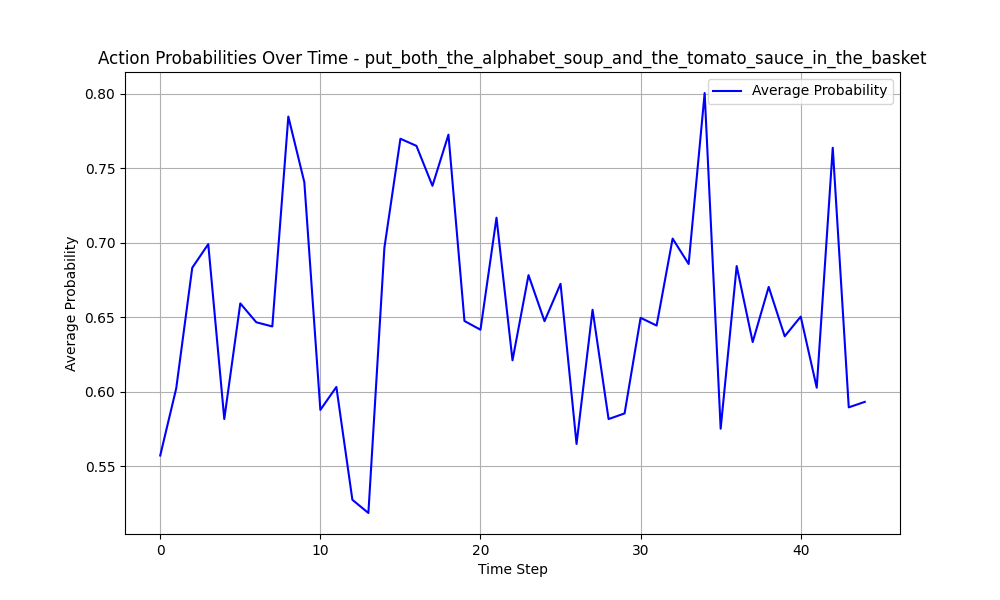 Action Probabilities Over Time - put_both_the_alphabet_soup_and_the_tomato_sauce_in_the_basket
Average Probability
0.80
0.75
0.70
0.65
0.60
0.55
Average Probability
0
10
20
30
40
Time Step